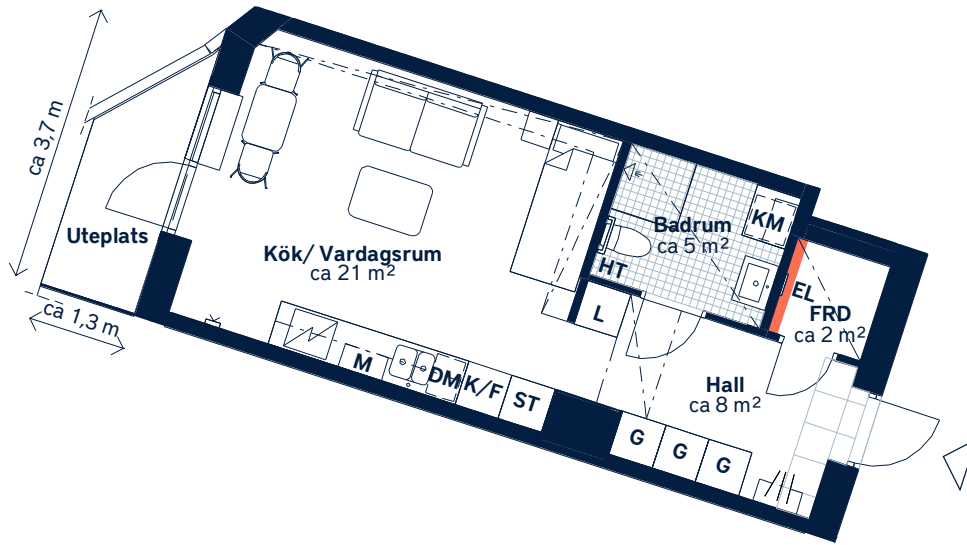 ca 3,7 m
Uteplats
ca 1,3 m
Kök/ Vardagsrum
ca 21 m²
Badrum
ca 5 m²
KM
HT
L
EL
FRD
ca 2 m²
Hall
ca 8 m²
M
DM
K/F
ST
G
G
G